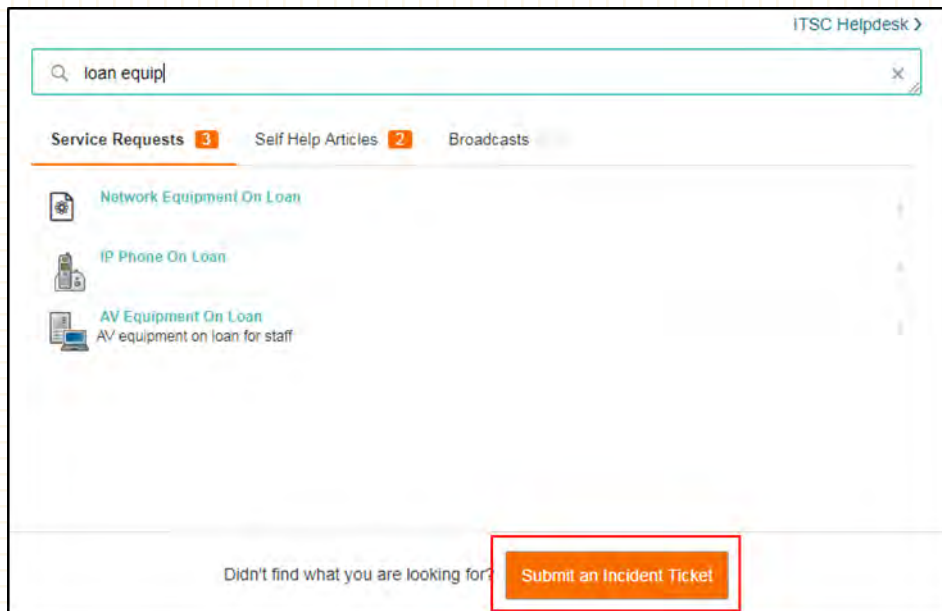 ITSC Helpdesk >
loan equip
Service Requests 3 Self Help Articles 2 Broadcasts
Network Equipment On Loan
IP Phone On Loan
AV Equipment On Loan
AV equipment on loan for staff
Didn't find what you are looking for? Submit an Incident Ticket